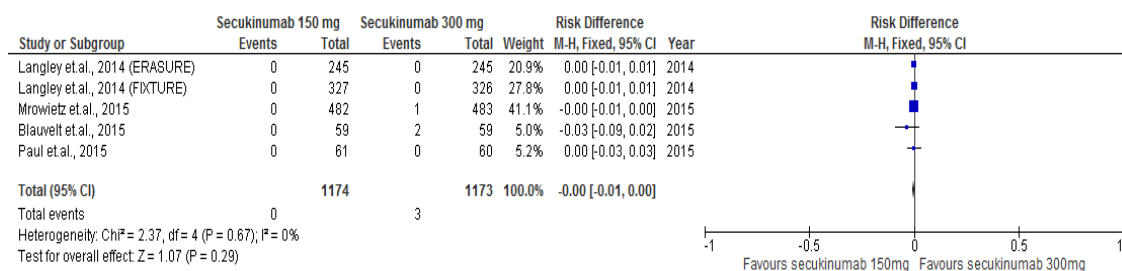 Secukinumab 150 mg Secukinumab 300 mg Risk Difference Risk Difference
Study or Subgroup Events Total Events Total Weight M-H, Fixed, 95% CI Year M-H, Fixed, 95% CI
Langley et.al., 2014 (ERASURE) 0 245 0 245 20.9% 0.00 [-0.01, 0.01] 2014
Langley et.al., 2014 (FIXTURE) 0 327 0 326 27.8% 0.00 [-0.01, 0.01] 2014
Mrowietz et.al., 2015 0 482 1 483 41.1% -0.00 [-0.01, 0.00] 2015
Blauvelt et.al., 2015 0 59 2 59 5.0% -0.03 [-0.09, 0.02] 2015
Paul et.al., 2015 0 61 0 60 5.2% 0.00 [-0.03, 0.03] 2015
Total (95% CI) 1174 1173 100.0% -0.00 [-0.01, 0.00]
Total events 0 3
Heterogeneity: Chi² = 2.37, df = 4 (P = 0.67); I² = 0%
Test for overall effect: Z = 1.07 (P = 0.29)
-1 -0.5 0 0.5 1
Favours secukinumab 150mg Favours secukinumab 300mg